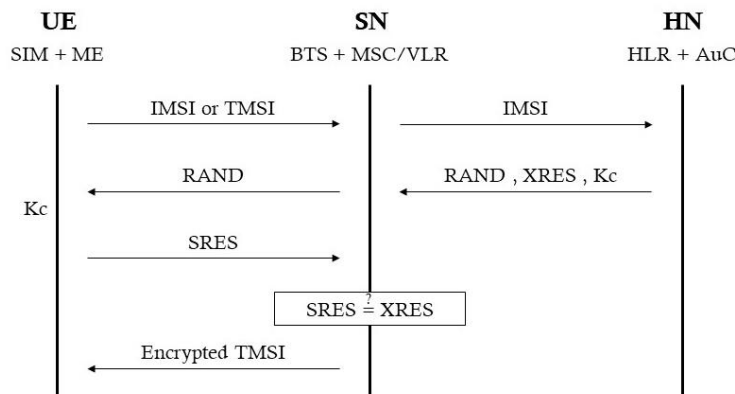 UE SN HN
SIM + ME BTS + MSC/VLR HLR + AuC
IMSI or TMSI IMSI
RAND RAND , XRES , Kc
Kc
SRES
SRES ?= XRES
Encrypted TMSI